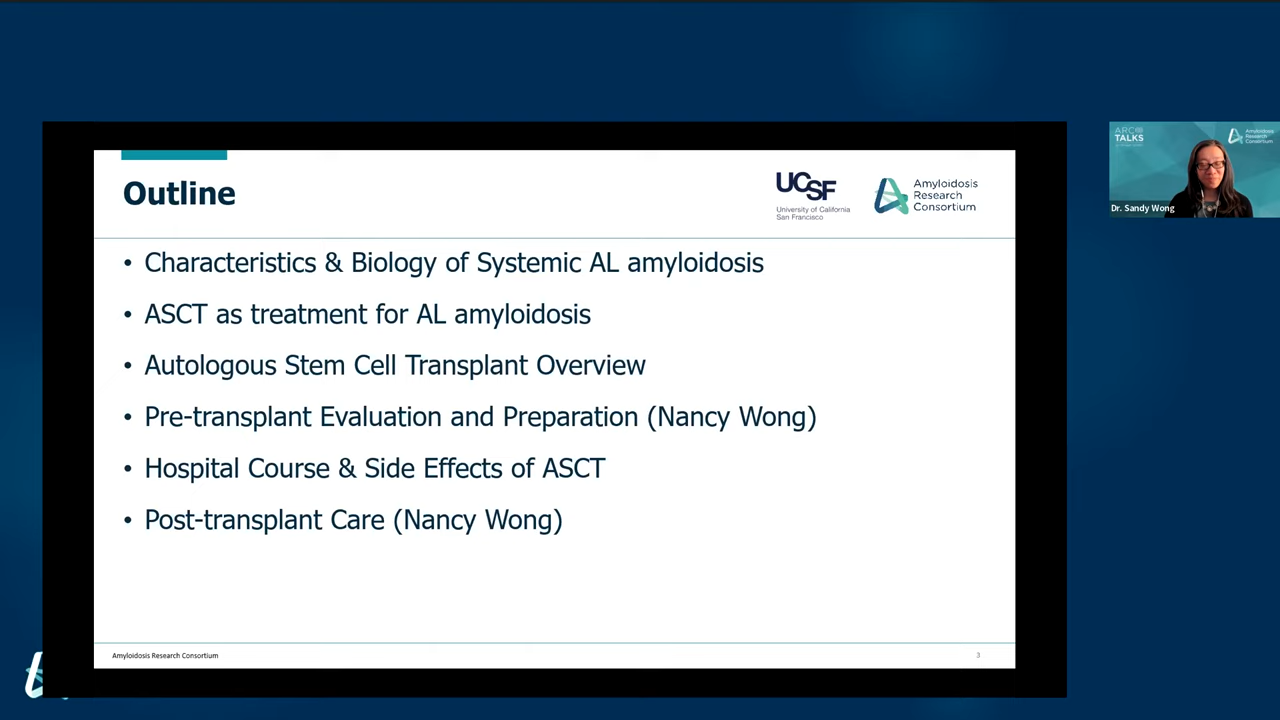 Outline
UCSF
University of California
San Francisco
Amyloidosis
Research
Consortium
• Characteristics & Biology of Systemic AL amyloidosis
• ASCT as treatment for AL amyloidosis
• Autologous Stem Cell Transplant Overview
• Pre-transplant Evaluation and Preparation (Nancy Wong)
• Hospital Course & Side Effects of ASCT
• Post-transplant Care (Nancy Wong)
Amyloidosis Research Consortium
3
ARC
TALKS
Amyloidosis
Research
Consortium
Dr. Sandy Wong